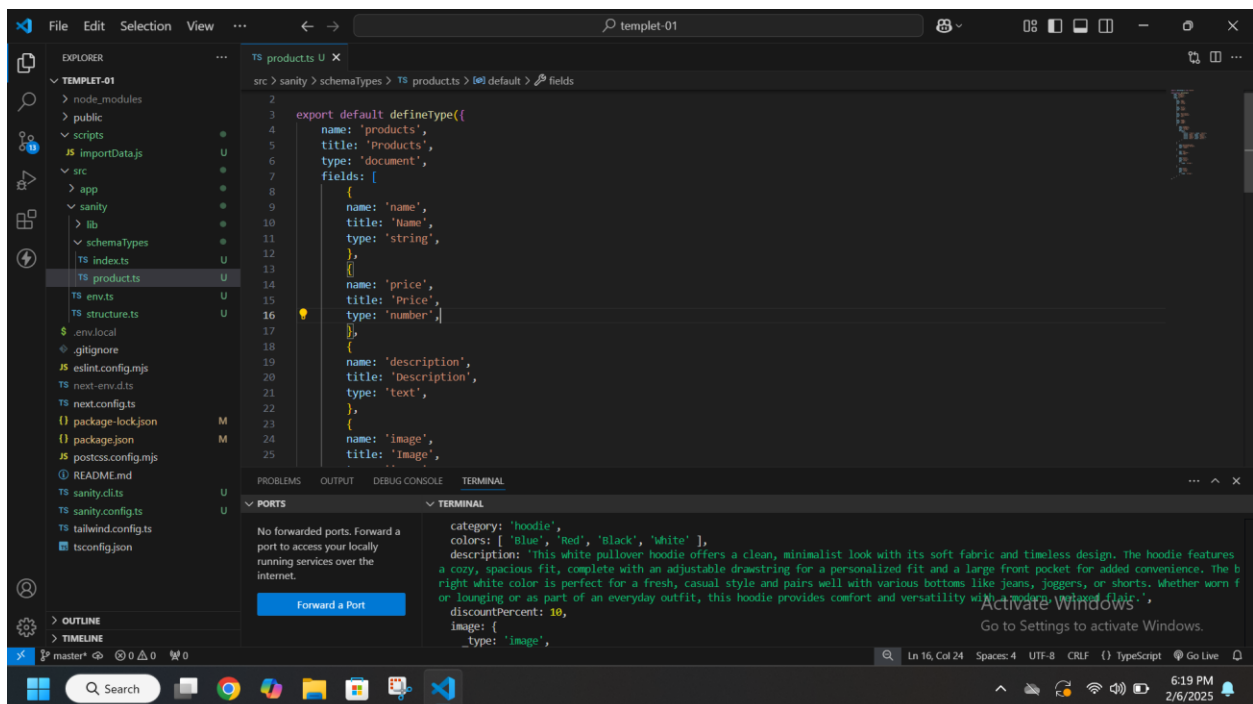 File Edit Selection View ··· templet-01
EXPLORER ···
TEMPLET-01
node_modules
public
scripts
JS importData.js U
src
app
sanity
lib
schemaTypes
TS index.ts U
TS product.ts U
TS env.ts U
TS structure.ts U
$ .env.local
.gitignore
JS eslint.config.mjs
TS next-env.d.ts
TS next.config.ts
{} package-lock.json M
{} package.json M
JS postcss.config.mjs
README.md
TS sanity.cli.ts U
TS sanity.config.ts U
TS tailwind.config.ts
tsconfig.json
OUTLINE
TIMELINE
13
TS product.ts U
src > sanity > schemaTypes > TS product.ts > default > fields
2
3 export default defineType({
4 name: 'products',
5 title: 'Products',
6 type: 'document',
7 fields: [
8 {
9 name: 'name',
10 title: 'Name',
11 type: 'string',
12 },
13 {
14 name: 'price',
15 title: 'Price',
16 type: 'number',
17 },
18 {
19 name: 'description',
20 title: 'Description',
21 type: 'text',
22 },
23 {
24 name: 'image',
25 title: 'Image',
PROBLEMS OUTPUT DEBUG CONSOLE TERMINAL ···
PORTS
No forwarded ports. Forward a
port to access your locally
running services over the
internet.
Forward a Port
TERMINAL
category: 'hoodie',
colors: [ 'Blue', 'Red', 'Black', 'White' ],
description: 'This white pullover hoodie offers a clean, minimalist look with its soft fabric and timeless design. The hoodie features
a cozy, spacious fit, complete with an adjustable drawstring for a personalized fit and a large front pocket for added convenience. The b
right white color is perfect for a fresh, casual style and pairs well with various bottoms like jeans, joggers, or shorts. Whether worn f
or lounging or as part of an everyday outfit, this hoodie provides comfort and versatility with a modern, relaxed flair.',
discountPercent: 10,
image: {
_type: 'image',
Activate Windows
Go to Settings to activate Windows.
master* 0 0 0 Ln 16, Col 24 Spaces: 4 UTF-8 CRLF {} TypeScript Go Live
Search 6:19 PM
2/6/2025